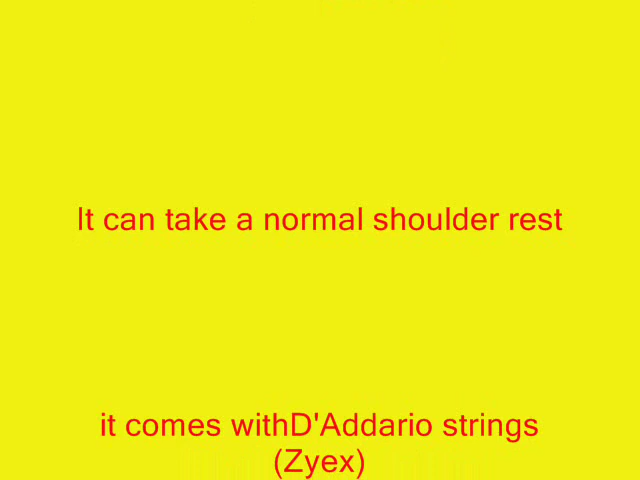 It can take a normal shoulder rest
it comes withD'Addario strings
(Zyex)